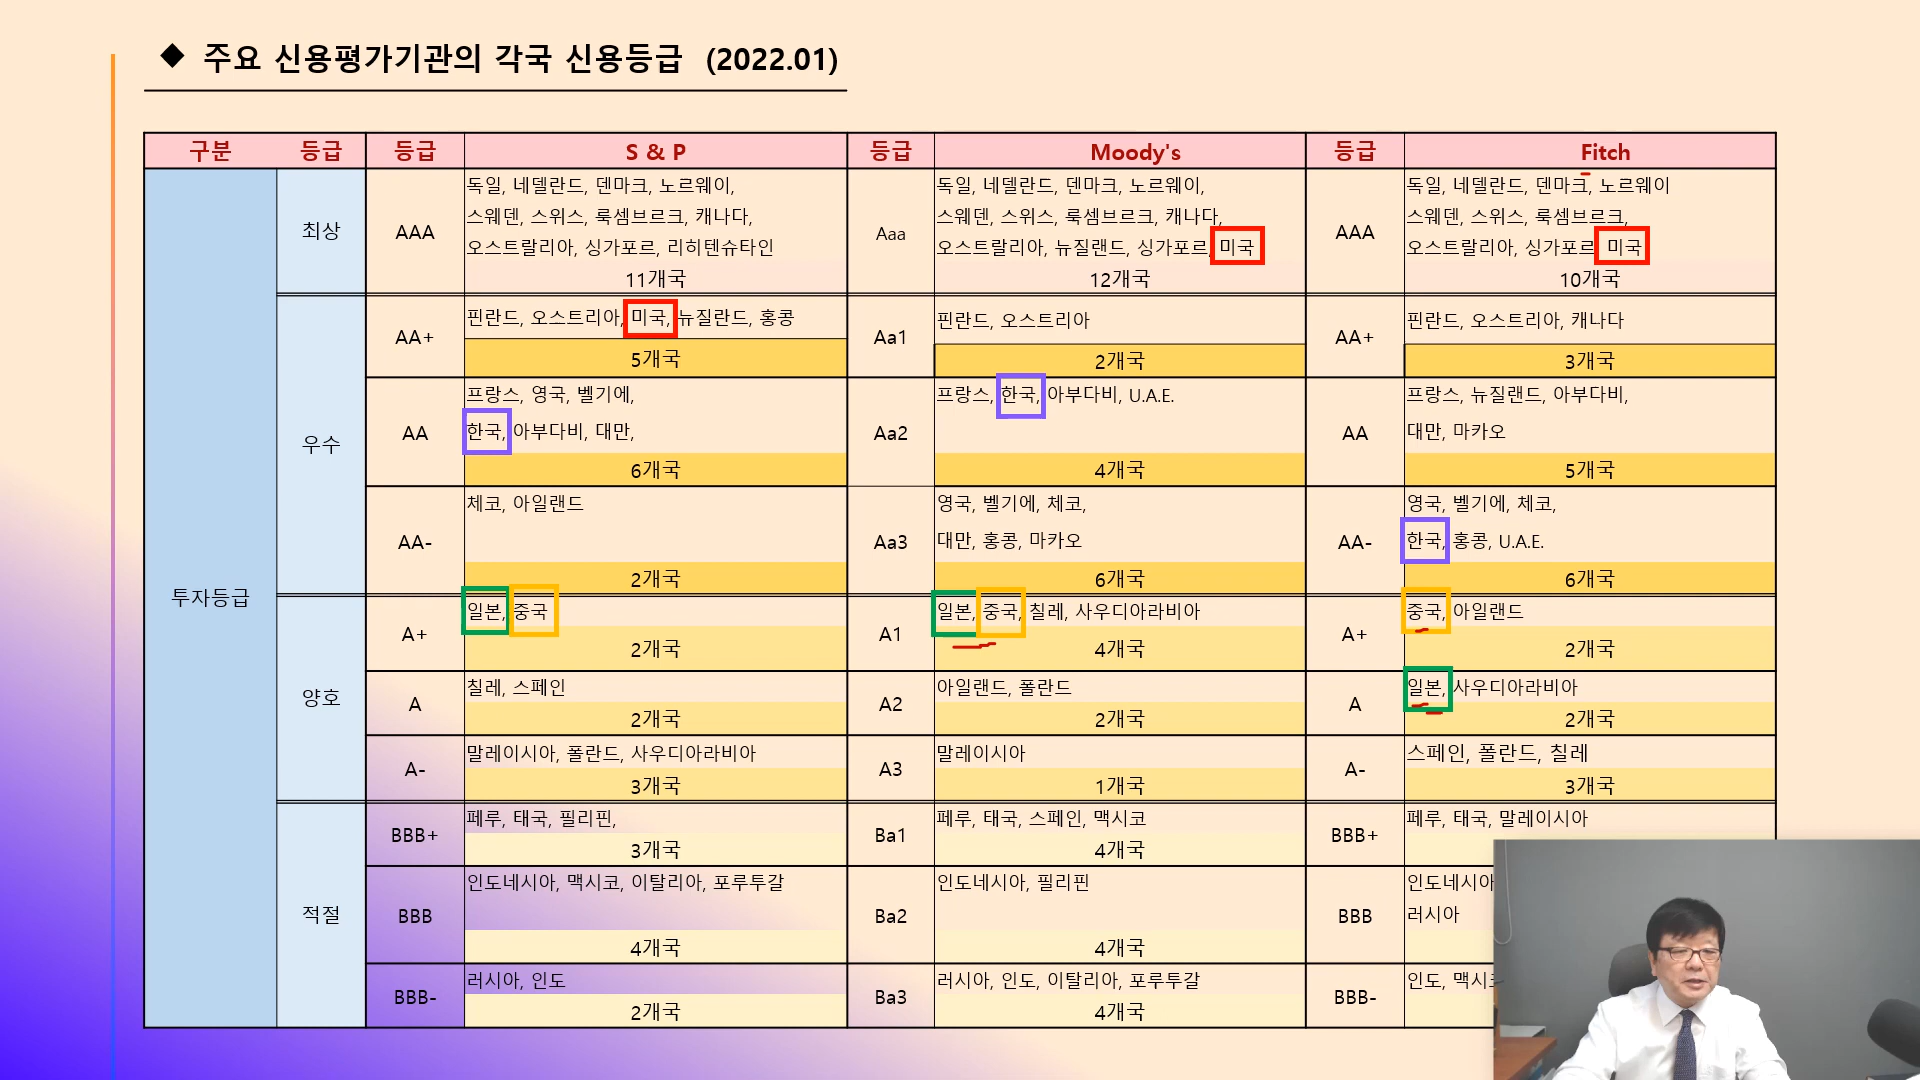 ◆ 주요 신용평가기관의 각국 신용등급 (2022.01)
구분 등급 등급 S & P 등급 Moody's 등급 Fitch
투자등급
최상
AAA
독일, 네델란드, 덴마크, 노르웨이,
스웨덴, 스위스, 룩셈브르크, 캐나다,
오스트랄리아, 싱가포르, 리히텐슈타인
11개국
Aaa
독일, 네델란드, 덴마크, 노르웨이,
스웨덴, 스위스, 룩셈브르크, 캐나다,
오스트랄리아, 뉴질랜드, 싱가포르, 미국
12개국
AAA
독일, 네델란드, 덴마크, 노르웨이
스웨덴, 스위스, 룩셈브르크,
오스트랄리아, 싱가포르 미국
10개국
우수
AA+
핀란드, 오스트리아, 미국, 뉴질란드, 홍콩
5개국
Aa1
핀란드, 오스트리아
2개국
AA+
핀란드, 오스트리아, 캐나다
3개국
AA
프랑스, 영국, 벨기에,
한국, 아부다비, 대만,
6개국
Aa2
프랑스, 한국, 아부다비, U.A.E.
4개국
AA
프랑스, 뉴질랜드, 아부다비,
대만, 마카오
5개국
AA-
체코, 아일랜드
2개국
Aa3
영국, 벨기에, 체코,
대만, 홍콩, 마카오
6개국
AA-
영국, 벨기에, 체코,
한국, 홍콩, U.A.E.
6개국
양호
A+
일본, 중국
2개국
A1
일본, 중국, 칠레, 사우디아라비아
4개국
A+
중국, 아일랜드
2개국
A
칠레, 스페인
2개국
A2
아일랜드, 폴란드
2개국
A
일본, 사우디아라비아
2개국
A-
말레이시아, 폴란드, 사우디아라비아
3개국
A3
말레이시아
1개국
A-
스페인, 폴란드, 칠레
3개국
적절
BBB+
페루, 태국, 필리핀,
3개국
Ba1
페루, 태국, 스페인, 맥시코
4개국
BBB+
페루, 태국, 말레이시아
BBB
인도네시아, 맥시코, 이탈리아, 포루투갈
4개국
Ba2
인도네시아, 필리핀
4개국
BBB
인도네시아
러시아
BBB-
러시아, 인도
2개국
Ba3
러시아, 인도, 이탈리아, 포루투갈
4개국
BBB-
인도, 맥시